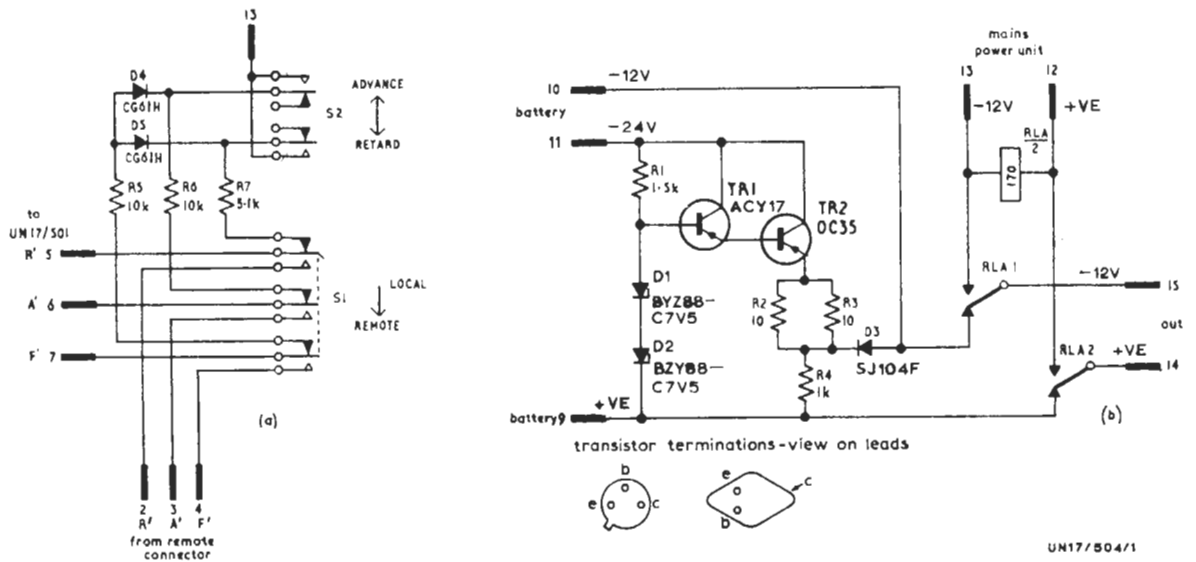 13
D4
CG61H
D5
CG61H
S2
ADVANCE
RETARD
R5
10k
R6
10k
R7
5·1k
to
UN17/501
R' 5
A' 6
F' 7
S1
LOCAL
REMOTE
(a)
2
3
4
R'
A'
F'
from remote
connector
10
-12V
battery
11
-24V
R1
1·5k
TR1
ACY17
TR2
OC35
D1
BYZ88-
C7V5
D2
BZY88-
C7V5
R2
10
R3
10
D3
SJ104F
R4
1k
battery 9
+VE
mains
power unit
13
12
-12V
+VE
RLA
2
170
RLA 1
-12V
15
out
RLA 2
+VE
14
(b)
transistor terminations-view on leads
b
e
c
e
c
b
UN17/504/1